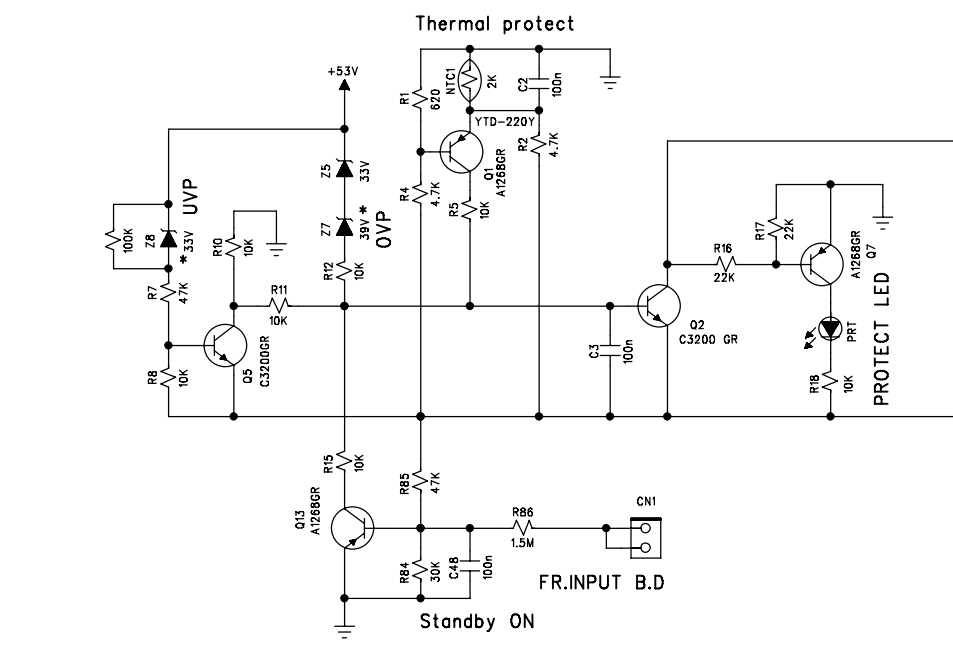 Thermal protect
+53V
NTC1
2K
C2
100n
R1
620
YTD-220Y
R2
4.7K
Q1
A1268GR
R4
4.7K
R5
10K
Z5
33V
Z7
39V *
OVP
UVP
100K
Z8
33V
*
R10
10K
R12
10K
R7
47K
R11
10K
Q5
C3200GR
R8
10K
C3
100n
Q2
C3200 GR
R16
22K
R17
22K
A1268GR
Q7
PRT
R18
10K
PROTECT LED
R15
10K
Q13
A1268GR
R85
47K
R86
1.5M
CN1
R84
30K
C48
100n
FR.INPUT B.D
Standby ON